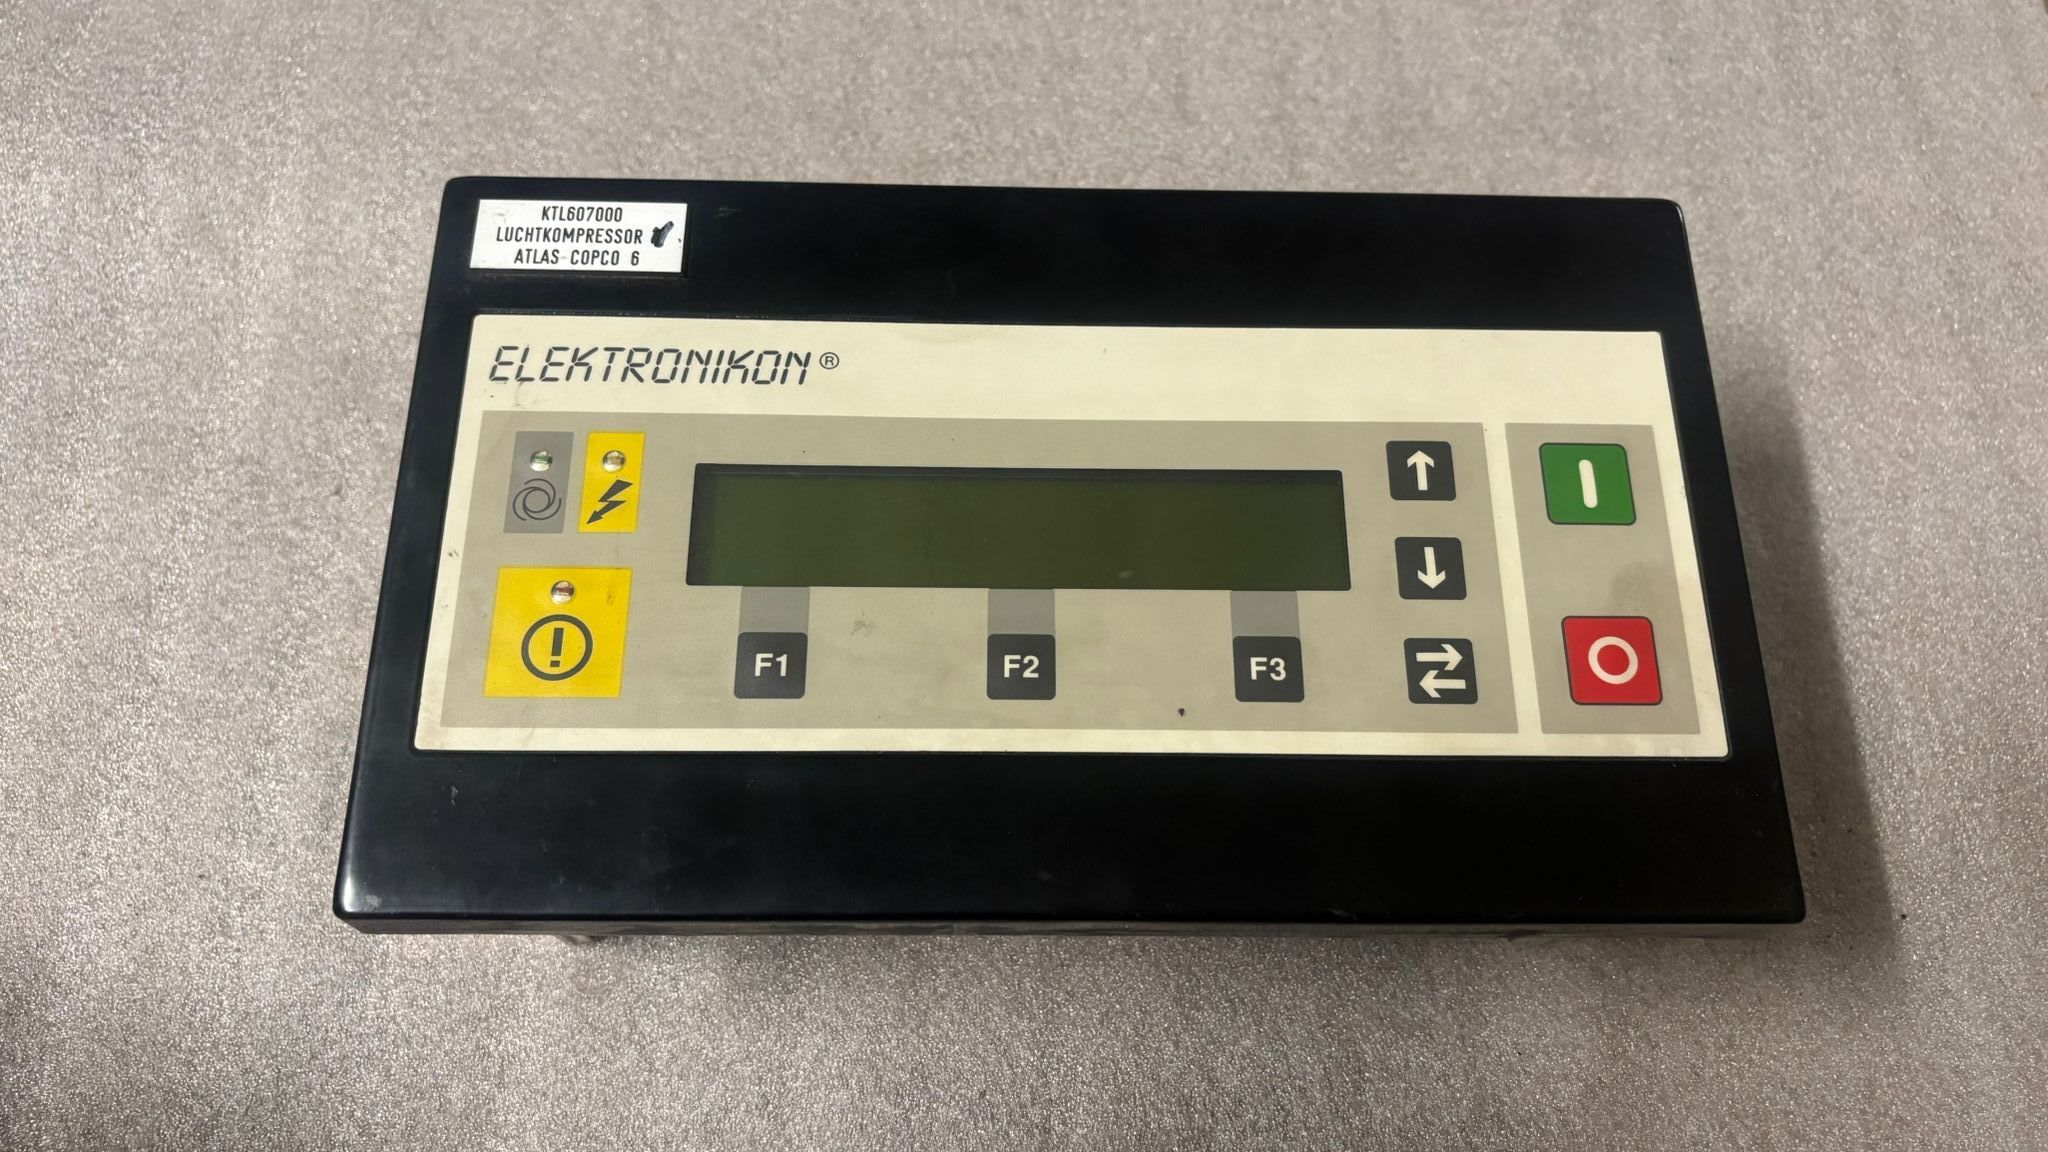 KTL607000
LUCHTKOMPRESSOR
ATLAS COPCO 6
ELEKTRONIKON®
F1
F2
F3